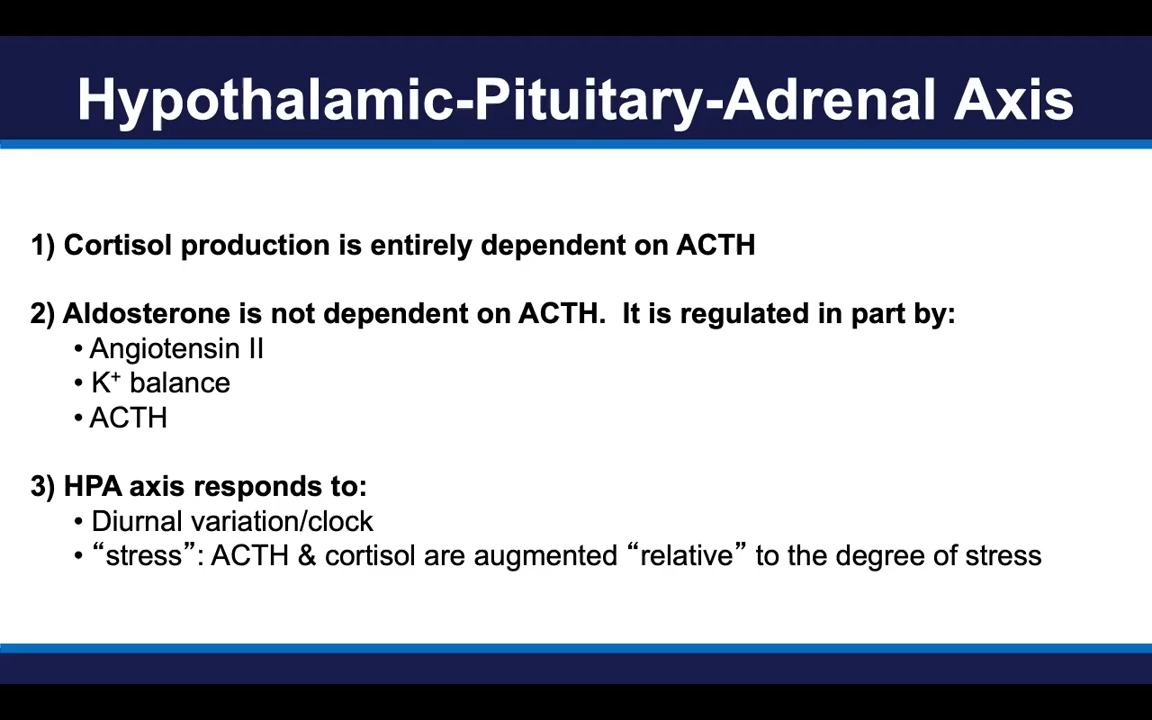 Hypothalamic-Pituitary-Adrenal Axis
1) Cortisol production is entirely dependent on ACTH
2) Aldosterone is not dependent on ACTH.  It is regulated in part by:
• Angiotensin II
• K⁺ balance
• ACTH
3) HPA axis responds to:
• Diurnal variation/clock
• “stress”: ACTH & cortisol are augmented “relative” to the degree of stress